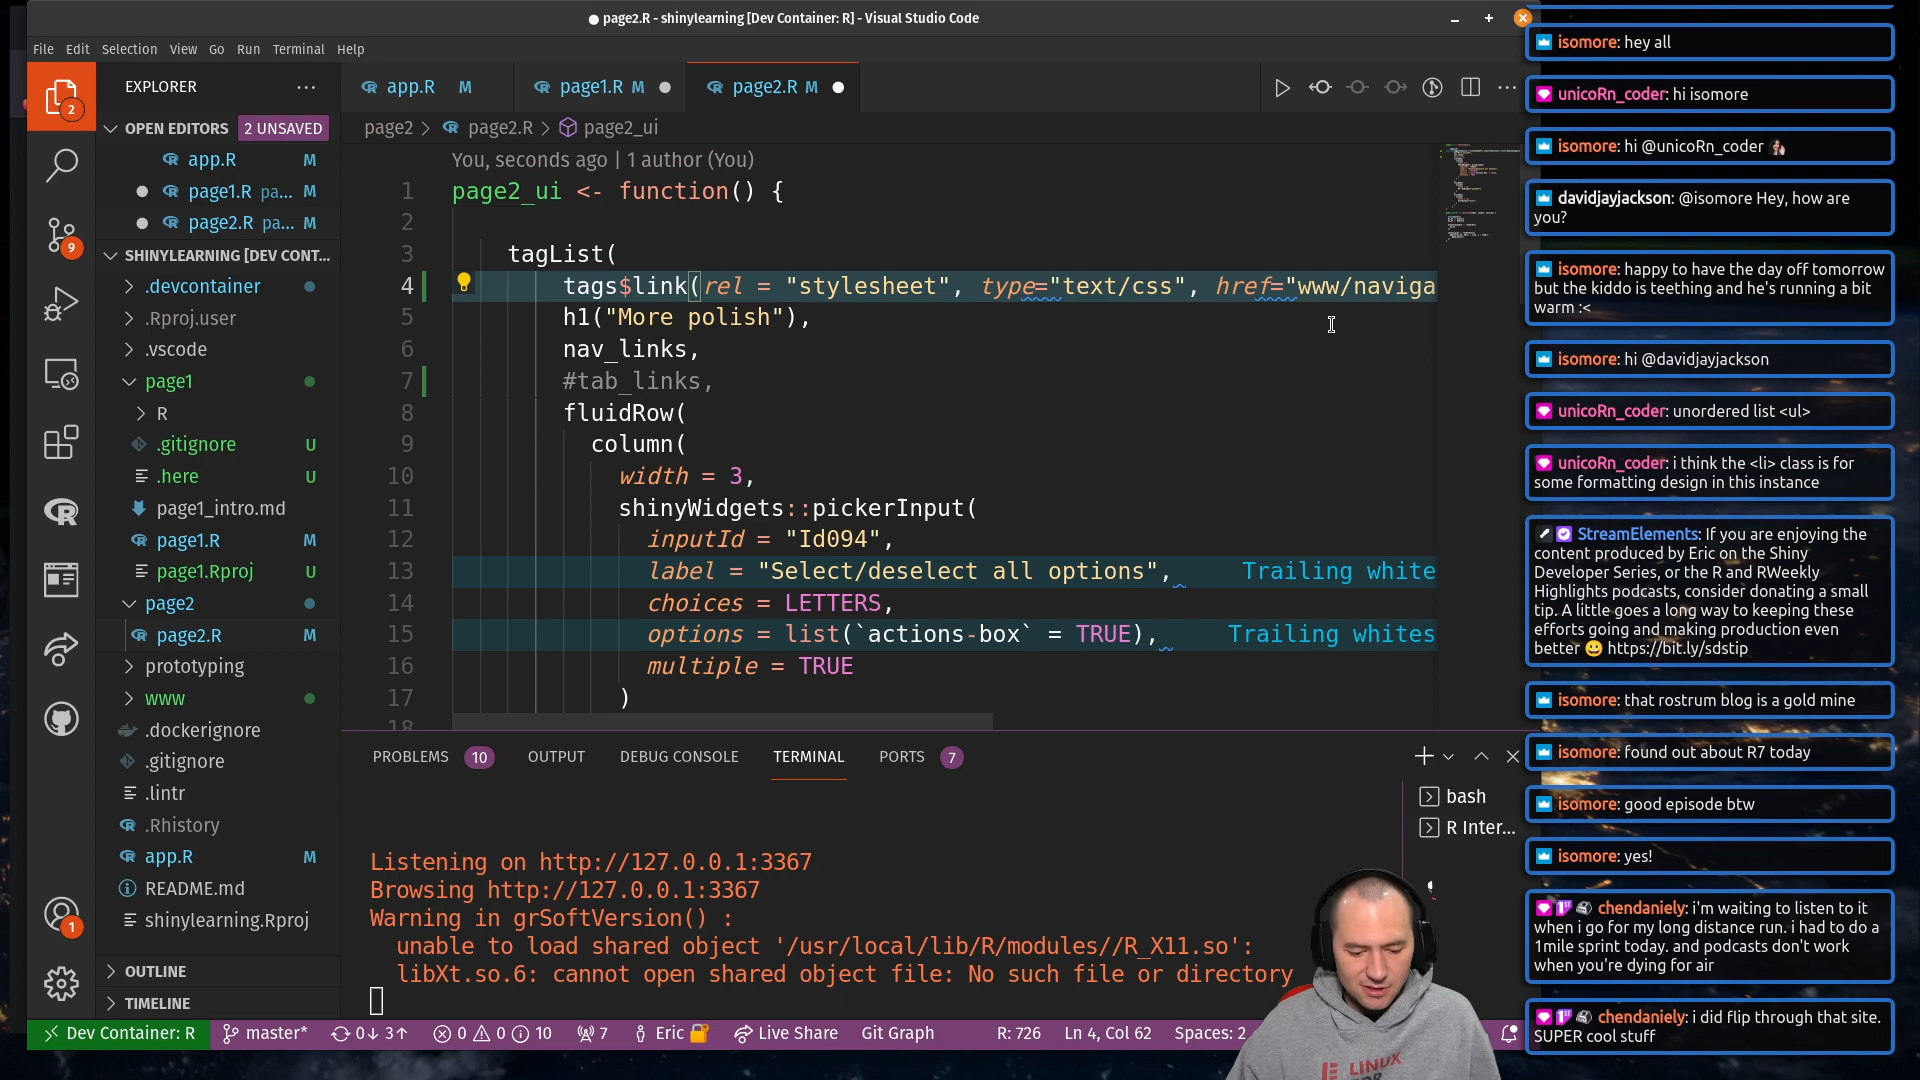 page2.R - shinylearning [Dev Container: R] - Visual Studio Code
File Edit Selection View Go Run Terminal Help
EXPLORER
OPEN EDITORS 2 UNSAVED
app.R M
page1.R pa... M
page2.R pa... M
SHINYLEARNING [DEV CONT...
.devcontainer
.Rproj.user
.vscode
page1
R
.gitignore U
.here U
page1_intro.md
page1.R M
page1.Rproj U
page2
page2.R M
prototyping
www
.dockerignore
.gitignore
.lintr
.Rhistory
app.R M
README.md
shinylearning.Rproj
OUTLINE
TIMELINE
2
9
1
app.R M
page1.R M
page2.R M
page2 > page2.R > page2_ui
You, seconds ago | 1 author (You)
1 page2_ui <- function() {
2
3 tagList(
4 tags$link(rel = "stylesheet", type="text/css", href="www/naviga
5 h1("More polish"),
6 nav_links,
7 #tab_links,
8 fluidRow(
9 column(
10 width = 3,
11 shinyWidgets::pickerInput(
12 inputId = "Id094",
13 label = "Select/deselect all options", Trailing white
14 choices = LETTERS,
15 options = list(`actions-box` = TRUE), Trailing whites
16 multiple = TRUE
17 )
18
PROBLEMS 10 OUTPUT DEBUG CONSOLE TERMINAL PORTS 7
bash
R Inter...
Listening on http://127.0.0.1:3367
Browsing http://127.0.0.1:3367
Warning in grSoftVersion() :
unable to load shared object '/usr/local/lib/R/modules//R_X11.so':
libXt.so.6: cannot open shared object file: No such file or directory
Dev Container: R master* 0↓ 3↑ 0 0 10 7 Eric Live Share Git Graph R: 726 Ln 4, Col 62 Spaces: 2
LINUX
isomore: hey all
unicoRn_coder: hi isomore
isomore: hi @unicoRn_coder
davidjayjackson: @isomore Hey, how are
you?
isomore: happy to have the day off tomorrow
but the kiddo is teething and he's running a bit
warm :<
isomore: hi @davidjayjackson
unicoRn_coder: unordered list <ul>
unicoRn_coder: i think the <li> class is for
some formatting design in this instance
StreamElements: If you are enjoying the
content produced by Eric on the Shiny
Developer Series, or the R and RWeekly
Highlights podcasts, consider donating a small
tip. A little goes a long way to keeping these
efforts going and making production even
better 😀 https://bit.ly/sdstip
isomore: that rostrum blog is a gold mine
isomore: found out about R7 today
isomore: good episode btw
isomore: yes!
chendaniely: i'm waiting to listen to it
when i go for my long distance run. i had to do a
1mile sprint today. and podcasts don't work
when you're dying for air
chendaniely: i did flip through that site.
SUPER cool stuff